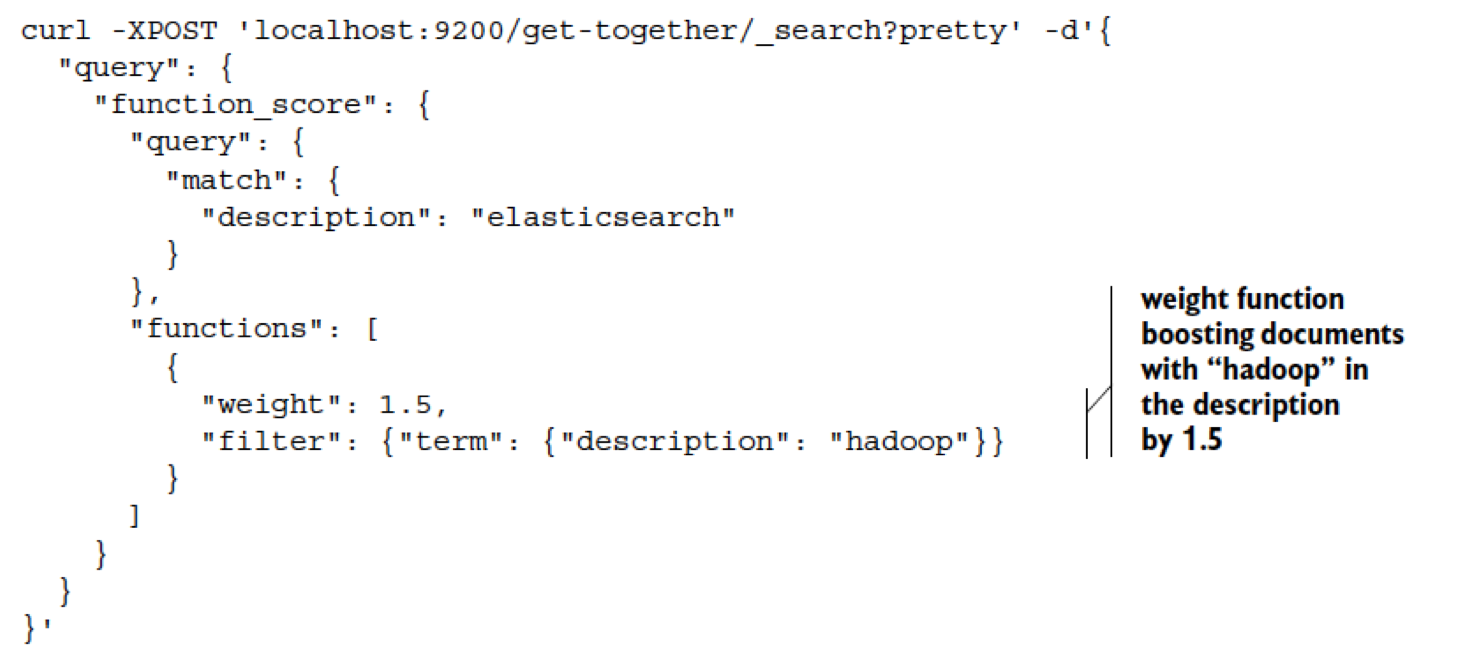 curl -XPOST 'localhost:9200/get-together/_search?pretty' -d'{
  "query": {
    "function_score": {
      "query": {
        "match": {
          "description": "elasticsearch"
        }
      },
      "functions": [
        {
          "weight": 1.5,
          "filter": {"term": {"description": "hadoop"}}
        }
      ]
    }
  }
}'
weight function
boosting documents
with “hadoop” in
the description
by 1.5